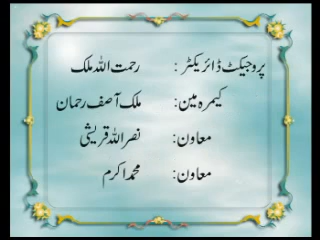 پروجیکٹ ڈائریکٹر : رحمت اللہ ملک
کیمرہ مین : ملک آصف رحمان
معاون : نصر اللہ قریشی
معاون : محمد اکرم